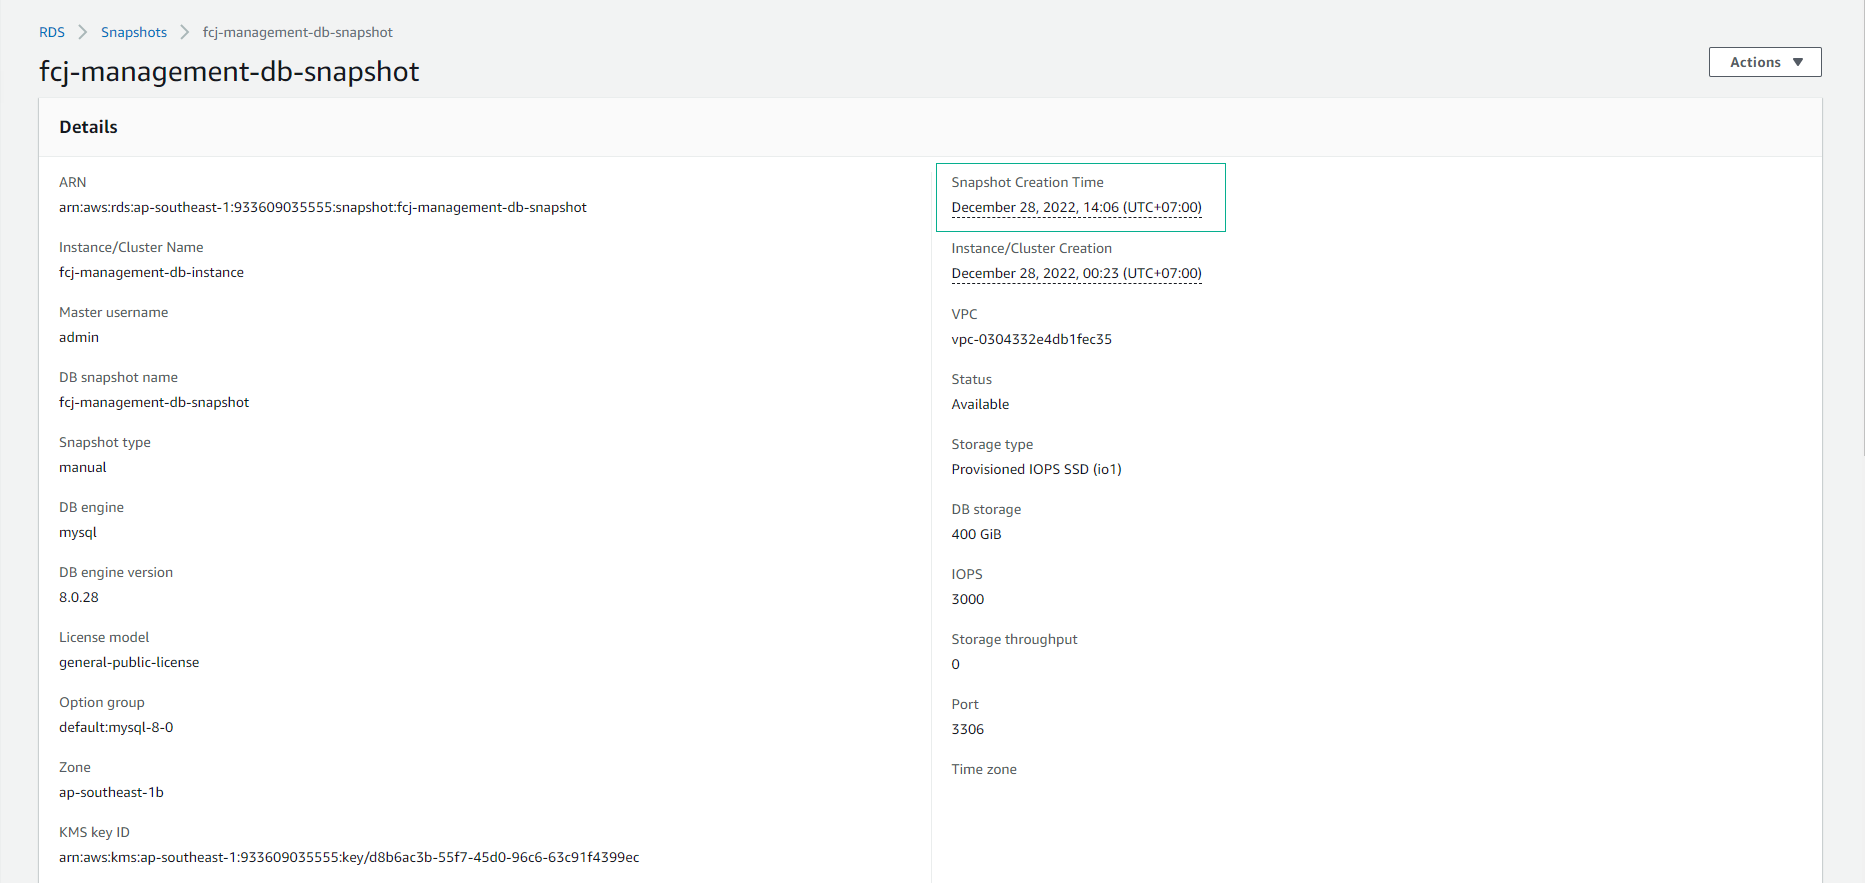 RDS
Snapshots
fcj-management-db-snapshot
fcj-management-db-snapshot
Actions
Details
ARN
arn:aws:rds:ap-southeast-1:933609035555:snapshot:fcj-management-db-snapshot
Instance/Cluster Name
fcj-management-db-instance
Master username
admin
DB snapshot name
fcj-management-db-snapshot
Snapshot type
manual
DB engine
mysql
DB engine version
8.0.28
License model
general-public-license
Option group
default:mysql-8-0
Zone
ap-southeast-1b
KMS key ID
arn:aws:kms:ap-southeast-1:933609035555:key/d8b6ac3b-55f7-45d0-96c6-63c91f4399ec
Snapshot Creation Time
December 28, 2022, 14:06 (UTC+07:00)
Instance/Cluster Creation
December 28, 2022, 00:23 (UTC+07:00)
VPC
vpc-0304332e4db1fec35
Status
Available
Storage type
Provisioned IOPS SSD (io1)
DB storage
400 GiB
IOPS
3000
Storage throughput
0
Port
3306
Time zone